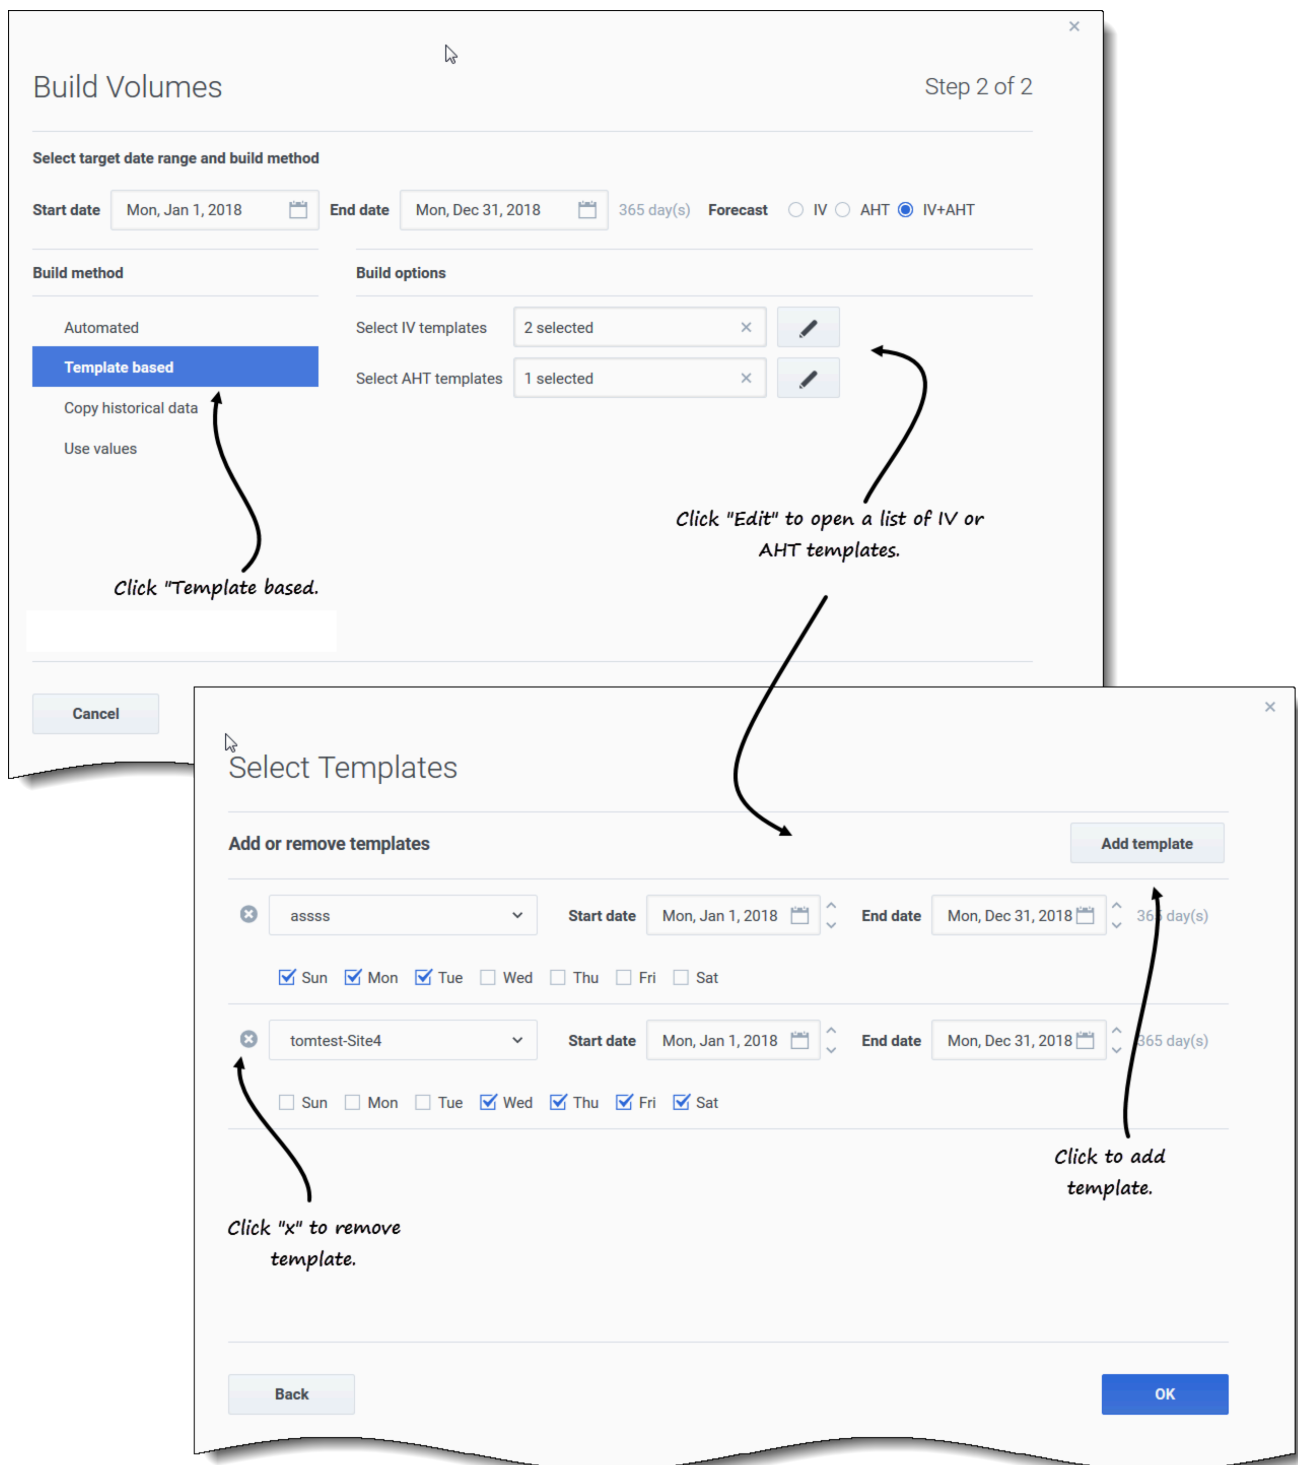 Build Volumes
Step 2 of 2
Select target date range and build method
Start date Mon, Jan 1, 2018 End date Mon, Dec 31, 2018 365 day(s) Forecast IV AHT IV+AHT
Build method
Build options
Automated
Select IV templates 2 selected
Template based
Select AHT templates 1 selected
Copy historical data
Use values
Click "Edit" to open a list of IV or
AHT templates.
Click "Template based.
Cancel
Select Templates
Add or remove templates
Add template
assss Start date Mon, Jan 1, 2018 End date Mon, Dec 31, 2018 365 day(s)
Sun Mon Tue Wed Thu Fri Sat
tomtest-Site4 Start date Mon, Jan 1, 2018 End date Mon, Dec 31, 2018 365 day(s)
Sun Mon Tue Wed Thu Fri Sat
Click to add
template.
Click "x" to remove
template.
Back
OK